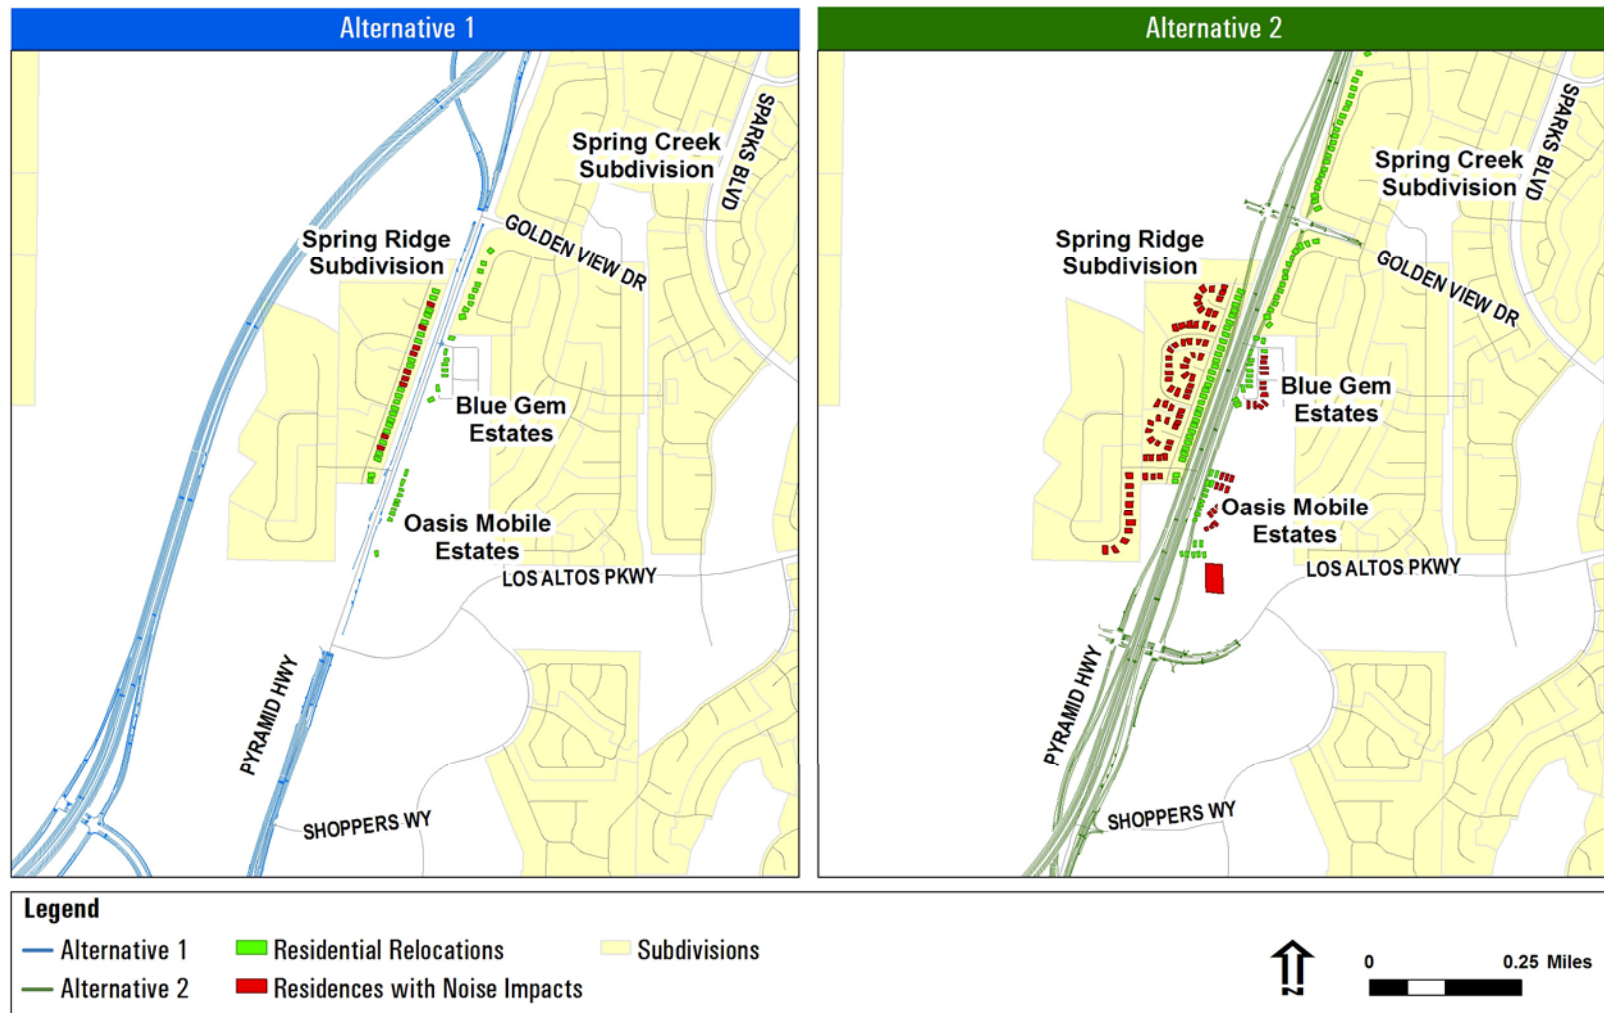 Alternative 1
Spring Creek
Subdivision
SPARKS BLVD
Spring Ridge
Subdivision
GOLDEN VIEW DR
Blue Gem
Estates
Oasis Mobile
Estates
LOS ALTOS PKWY
PYRAMID HWY
SHOPPERS WY
Alternative 2
Spring Creek
Subdivision
SPARKS BLVD
Spring Ridge
Subdivision
GOLDEN VIEW DR
Blue Gem
Estates
Oasis Mobile
Estates
LOS ALTOS PKWY
PYRAMID HWY
SHOPPERS WY
Legend
Alternative 1
Residential Relocations
Subdivisions
Alternative 2
Residences with Noise Impacts
N
0 0.25 Miles